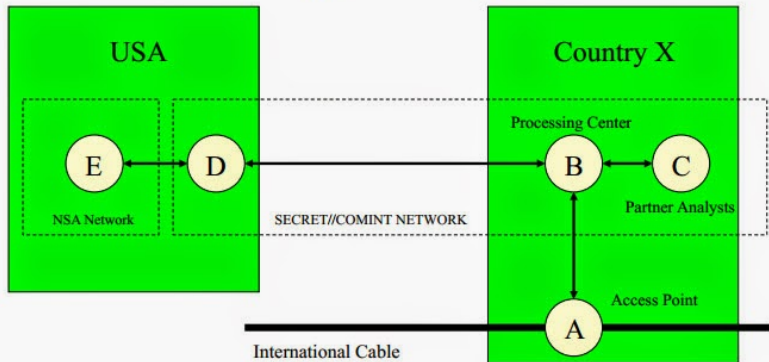 USA
Country X
Processing Center
E
D
B
C
NSA Network
SECRET//COMINT NETWORK
Partner Analysts
Access Point
A
International Cable